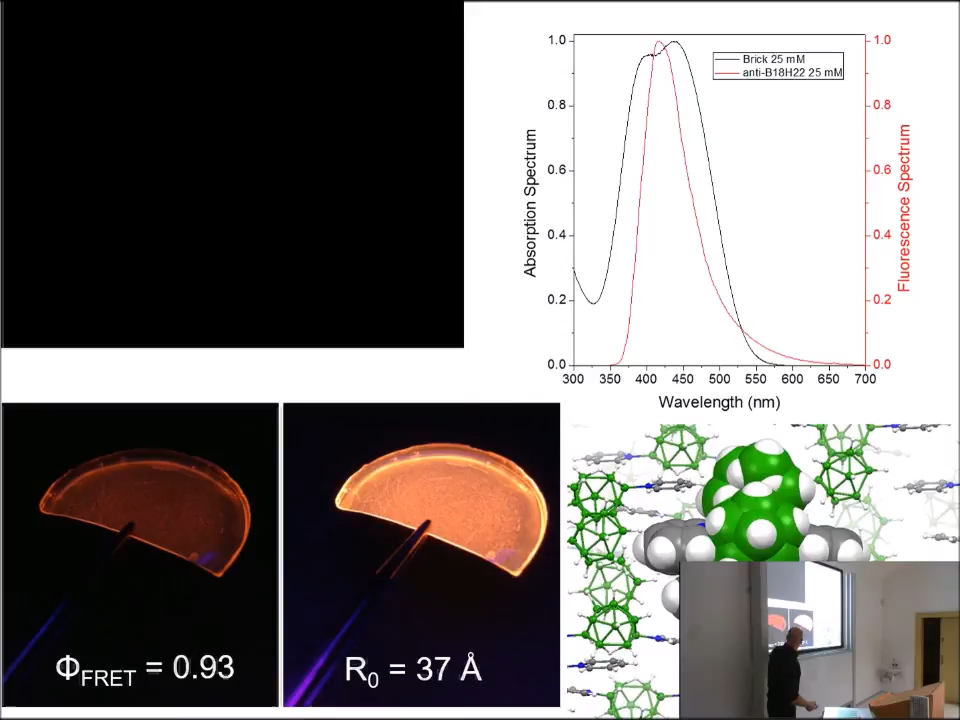 1.0
0.8
0.6
0.4
0.2
0.0
Absorption Spectrum
Brick 25 mM
anti-B18H22 25 mM
1.0
0.8
0.6
0.4
0.2
0.0
Fluorescence Spectrum
300 350 400 450 500 550 600 650 700
Wavelength (nm)
Φ_FRET = 0.93
R₀ = 37 Å